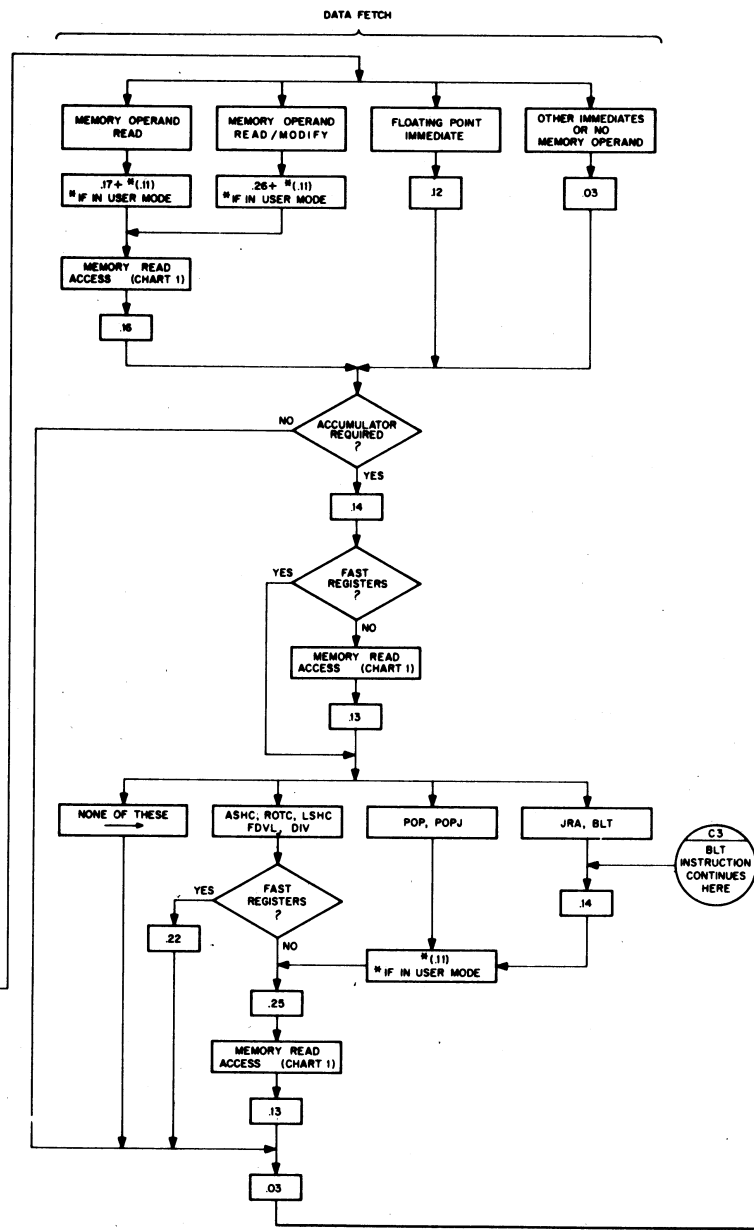 DATA FETCH
MEMORY OPERAND
READ
MEMORY OPERAND
READ/MODIFY
FLOATING POINT
IMMEDIATE
OTHER IMMEDIATES
OR NO
MEMORY OPERAND
.17+ *(.11)
* IF IN USER MODE
.26+ *(.11)
* IF IN USER MODE
.12
.03
MEMORY READ
ACCESS (CHART 1)
.16
NO
ACCUMULATOR
REQUIRED
?
YES
.14
YES
FAST
REGISTERS
?
NO
MEMORY READ
ACCESS (CHART 1)
.13
NONE OF THESE
ASHC, ROTC, LSHC
FDVL, DIV
POP, POPJ
JRA, BLT
C3
BLT
INSTRUCTION
CONTINUES
HERE
YES
FAST
REGISTERS
?
.14
.22
NO
*(.11)
* IF IN USER MODE
.25
MEMORY READ
ACCESS (CHART 1)
.13
.03